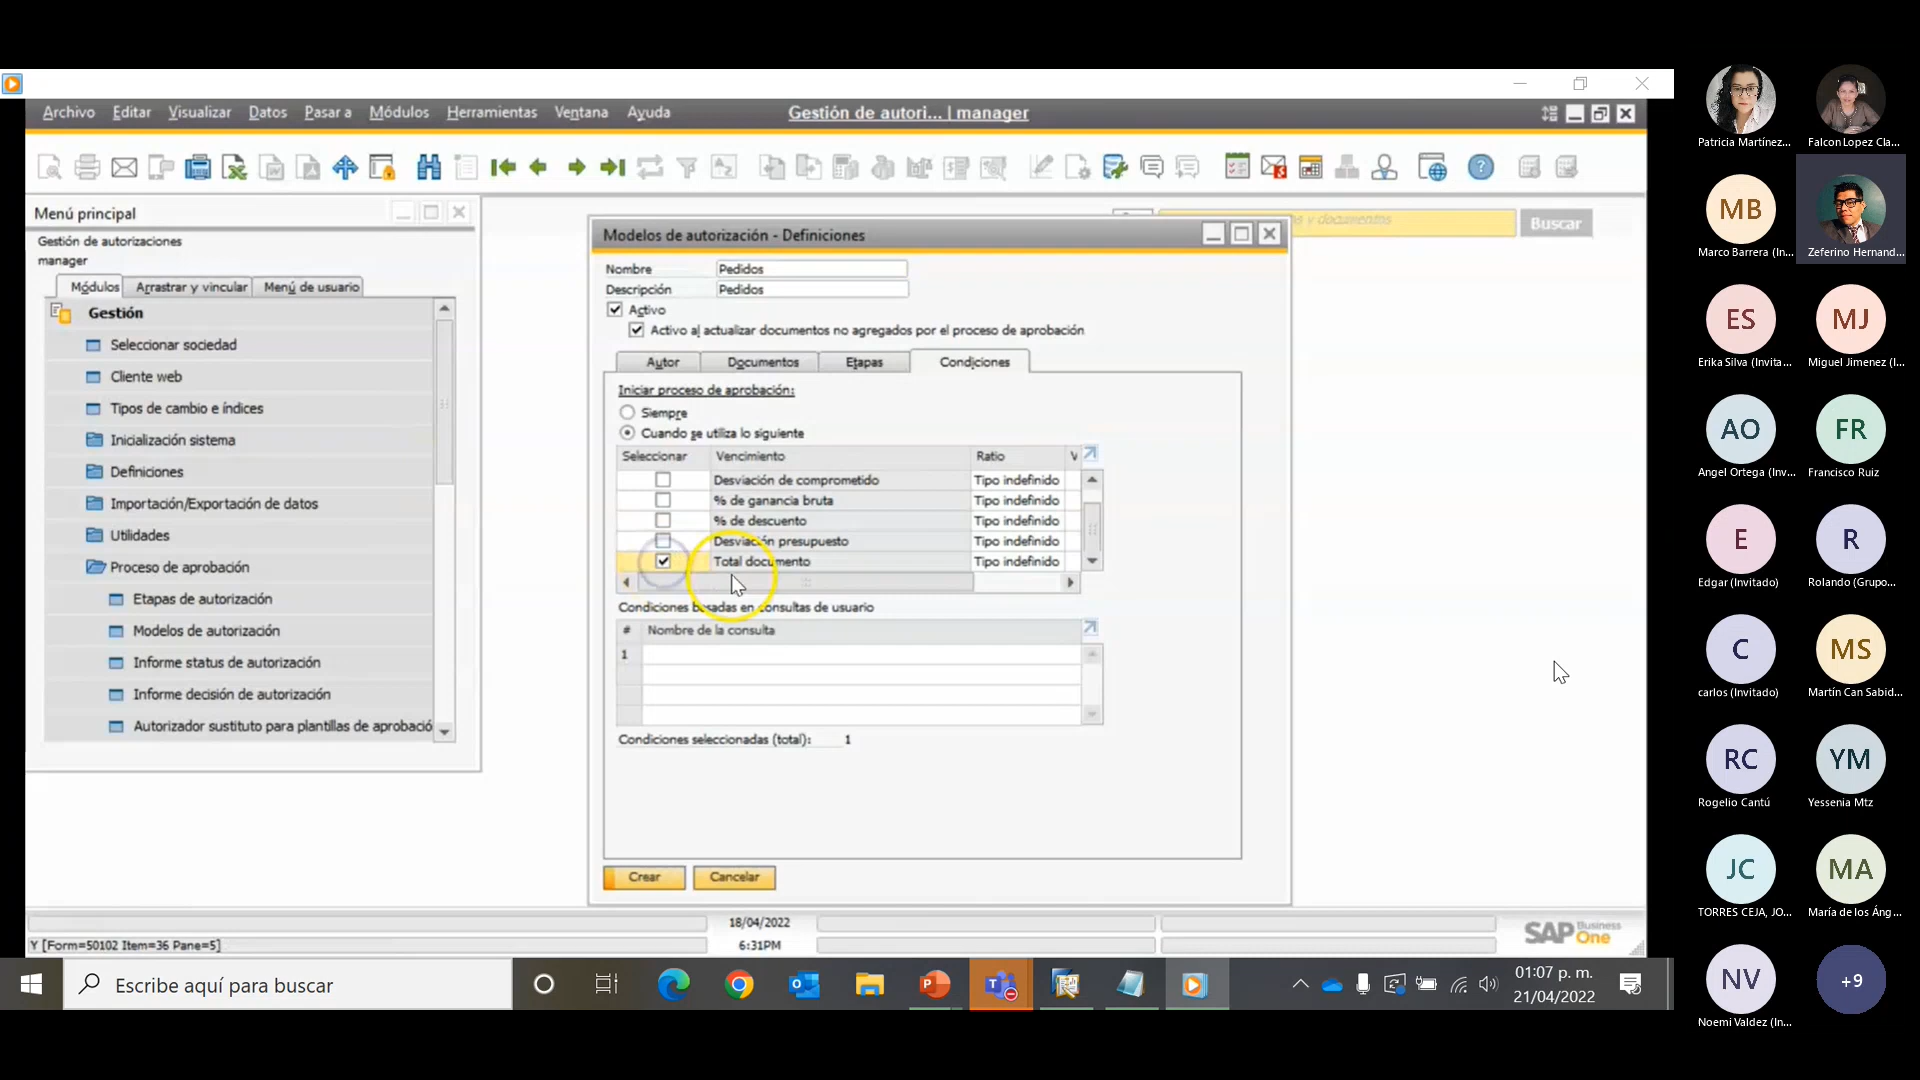 Archivo Editar Visualizar Datos Pasar a Módulos Herramientas Ventana Ayuda
Gestión de autori... | manager
Menú principal
Gestión de autorizaciones
manager
Módulos Arrastrar y vincular Menú de usuario
Gestión
Seleccionar sociedad
Cliente web
Tipos de cambio e índices
Inicialización sistema
Definiciones
Importación/Exportación de datos
Utilidades
Proceso de aprobación
Etapas de autorización
Modelos de autorización
Informe status de autorización
Informe decisión de autorización
Autorizador sustituto para plantillas de aprobació
s y documentos
Buscar
Modelos de autorización - Definiciones
Nombre Pedidos
Descripción Pedidos
Activo
Activo al actualizar documentos no agregados por el proceso de aprobación
Autor Documentos Etapas Condiciones
Iniciar proceso de aprobación:
Siempre
Cuando se utiliza lo siguiente
Seleccionar Vencimiento Ratio V
Desviación de comprometido Tipo indefinido
% de ganancia bruta Tipo indefinido
% de descuento Tipo indefinido
Desviación presupuesto Tipo indefinido
Total documento Tipo indefinido
Condiciones basadas en consultas de usuario
# Nombre de la consulta
1
Condiciones seleccionadas (total): 1
Crear Cancelar
18/04/2022
Y [Form=50102 Item=36 Pane=5] 6:31PM
SAP Business One
Escribe aquí para buscar
01:07 p. m.
21/04/2022
Patricia Martínez... Falcon Lopez Cla...
MB
Marco Barrera (In... Zeferino Hernand...
ES MJ
Erika Silva (Invita... Miguel Jimenez (I...
AO FR
Angel Ortega (Inv... Francisco Ruiz
E R
Edgar (Invitado) Rolando (Grupo...
C MS
carlos (Invitado) Martín Can Sabid...
RC YM
Rogelio Cantú Yessenia Mtz
JC MA
TORRES CEJA, JO... María de los Áng...
NV +9
Noemi Valdez (In...